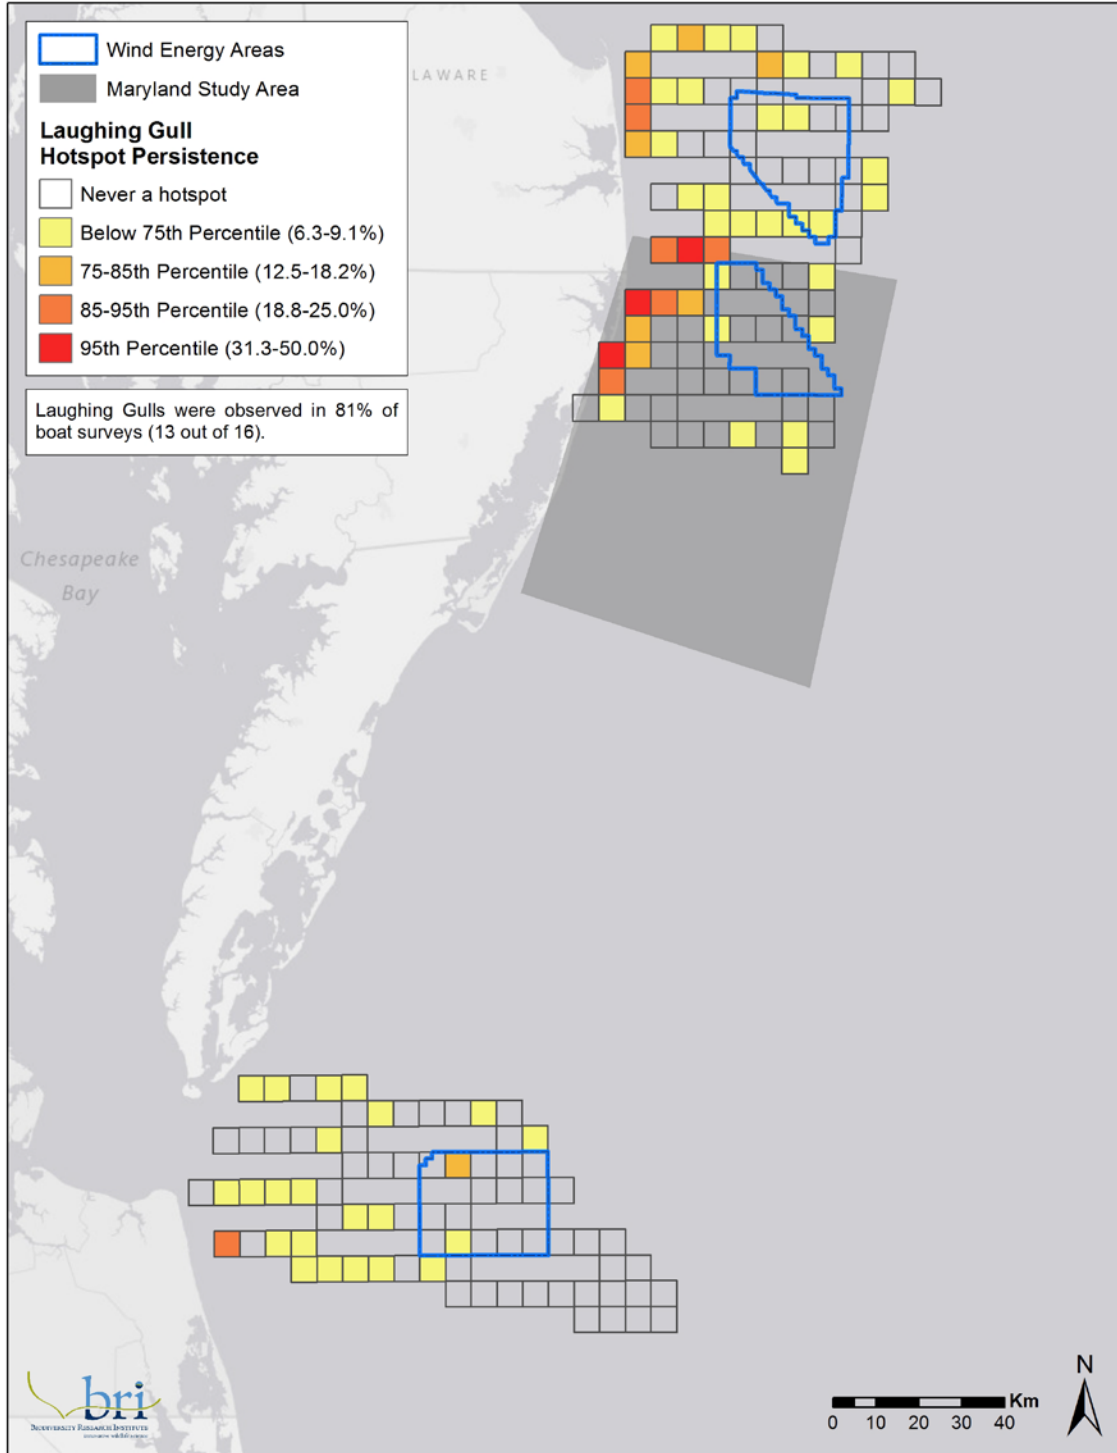 Wind Energy Areas
Maryland Study Area
Laughing Gull
Hotspot Persistence
Never a hotspot
Below 75th Percentile (6.3-9.1%)
75-85th Percentile (12.5-18.2%)
85-95th Percentile (18.8-25.0%)
95th Percentile (31.3-50.0%)
Laughing Gulls were observed in 81% of
boat surveys (13 out of 16).
LAWARE
Chesapeake
Bay
bri
BIODIVERSITY RESEARCH INSTITUTE
N
Km
0 10 20 30 40